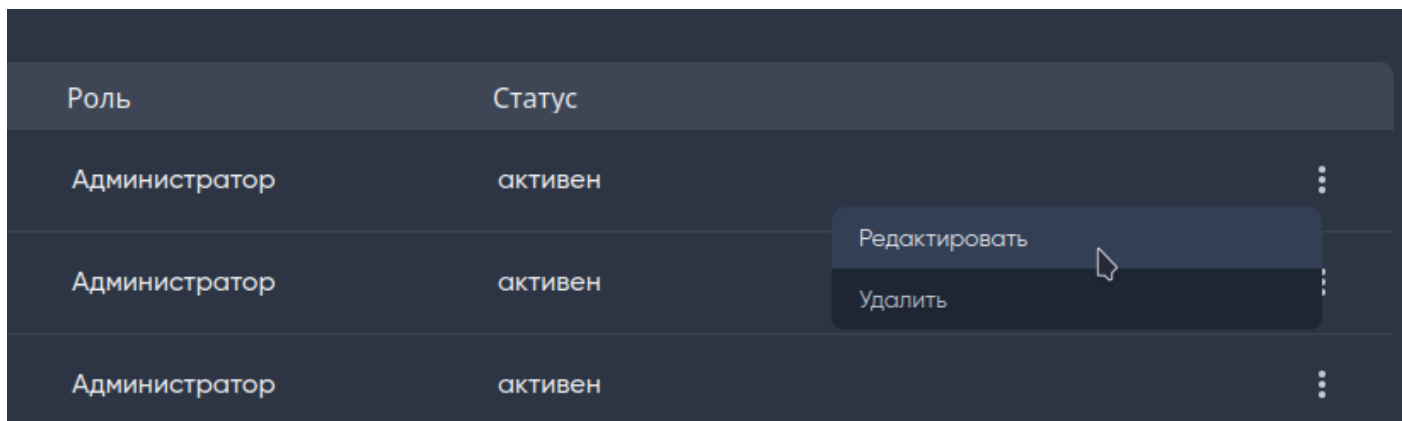 Роль Статус
Администратор активен
Редактировать
Администратор активен
Удалить
Администратор активен